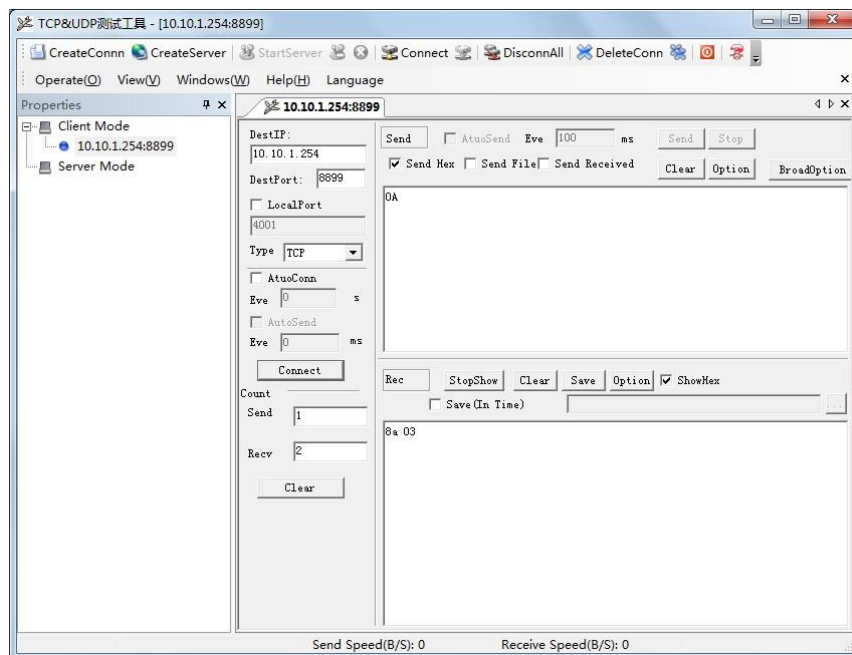 TCP&UDP测试工具 - [10.10.1.254:8899]
CreateConnn CreateServer StartServer Connect DisconnAll DeleteConn
Operate(O) View(V) Windows(W) Help(H) Language
Properties
Client Mode
10.10.1.254:8899
Server Mode
10.10.1.254:8899
DestIP:
10.10.1.254
DestPort: 8899
LocalPort
4001
Type TCP
AtuoConn
Eve 0 s
AutoSend
Eve 0 ms
Connect
Count
Send 1
Recv 2
Clear
Send AtuoSend Eve 100 ms Send Stop
Send Hex Send File Send Received Clear Option BroadOption
0A
Rec StopShow Clear Save Option ShowHex
Save(In Time) ...
8a 03
Send Speed(B/S): 0 Receive Speed(B/S): 0